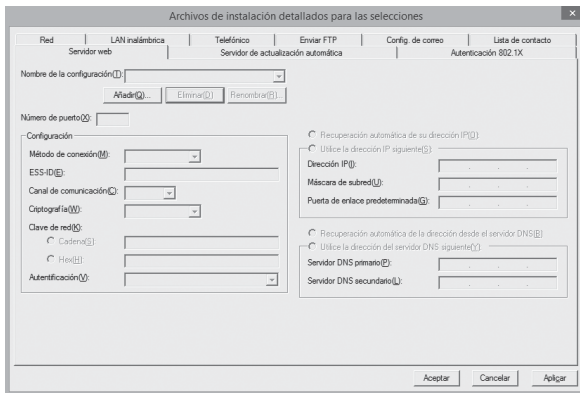 Archivos de instalación detallados para las selecciones
Red LAN inalámbrica Telefónico Enviar FTP Config. de correo Lista de contacto
Servidor web Servidor de actualización automática Autenticación 802.1X
Nombre de la configuración(T):
Añadir(Q)... Eliminar(D) Renombrar(R)...
Número de puerto(X):
Configuración
Método de conexión(M):
ESS-ID(E):
Canal de comunicación(C):
Criptografía(W):
Clave de red(K):
Cadena(S):
Hex(H):
Autentificación(V):
Recuperación automática de su dirección IP(O):
Utilice la dirección IP siguiente(S):
Dirección IP(I):
Máscara de subred(U):
Puerta de enlace predeterminada(G):
Recuperación automática de la dirección desde el servidor DNS(B)
Utilice la dirección del servidor DNS siguiente(Y):
Servidor DNS primario(P):
Servidor DNS secundario(L):
Aceptar Cancelar Aplicar